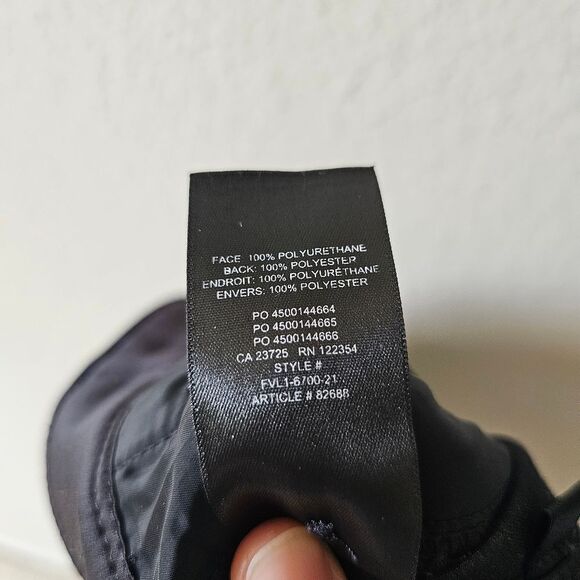 FACE: 100% POLYURETHANE
BACK: 100% POLYESTER
ENDROIT: 100% POLYURÉTHANE
ENVERS: 100% POLYESTER
PO 4500144664
PO 4500144665
PO 4500144666
CA 23725 RN 122354
STYLE #
FVL1-6700-21
ARTICLE # 82688